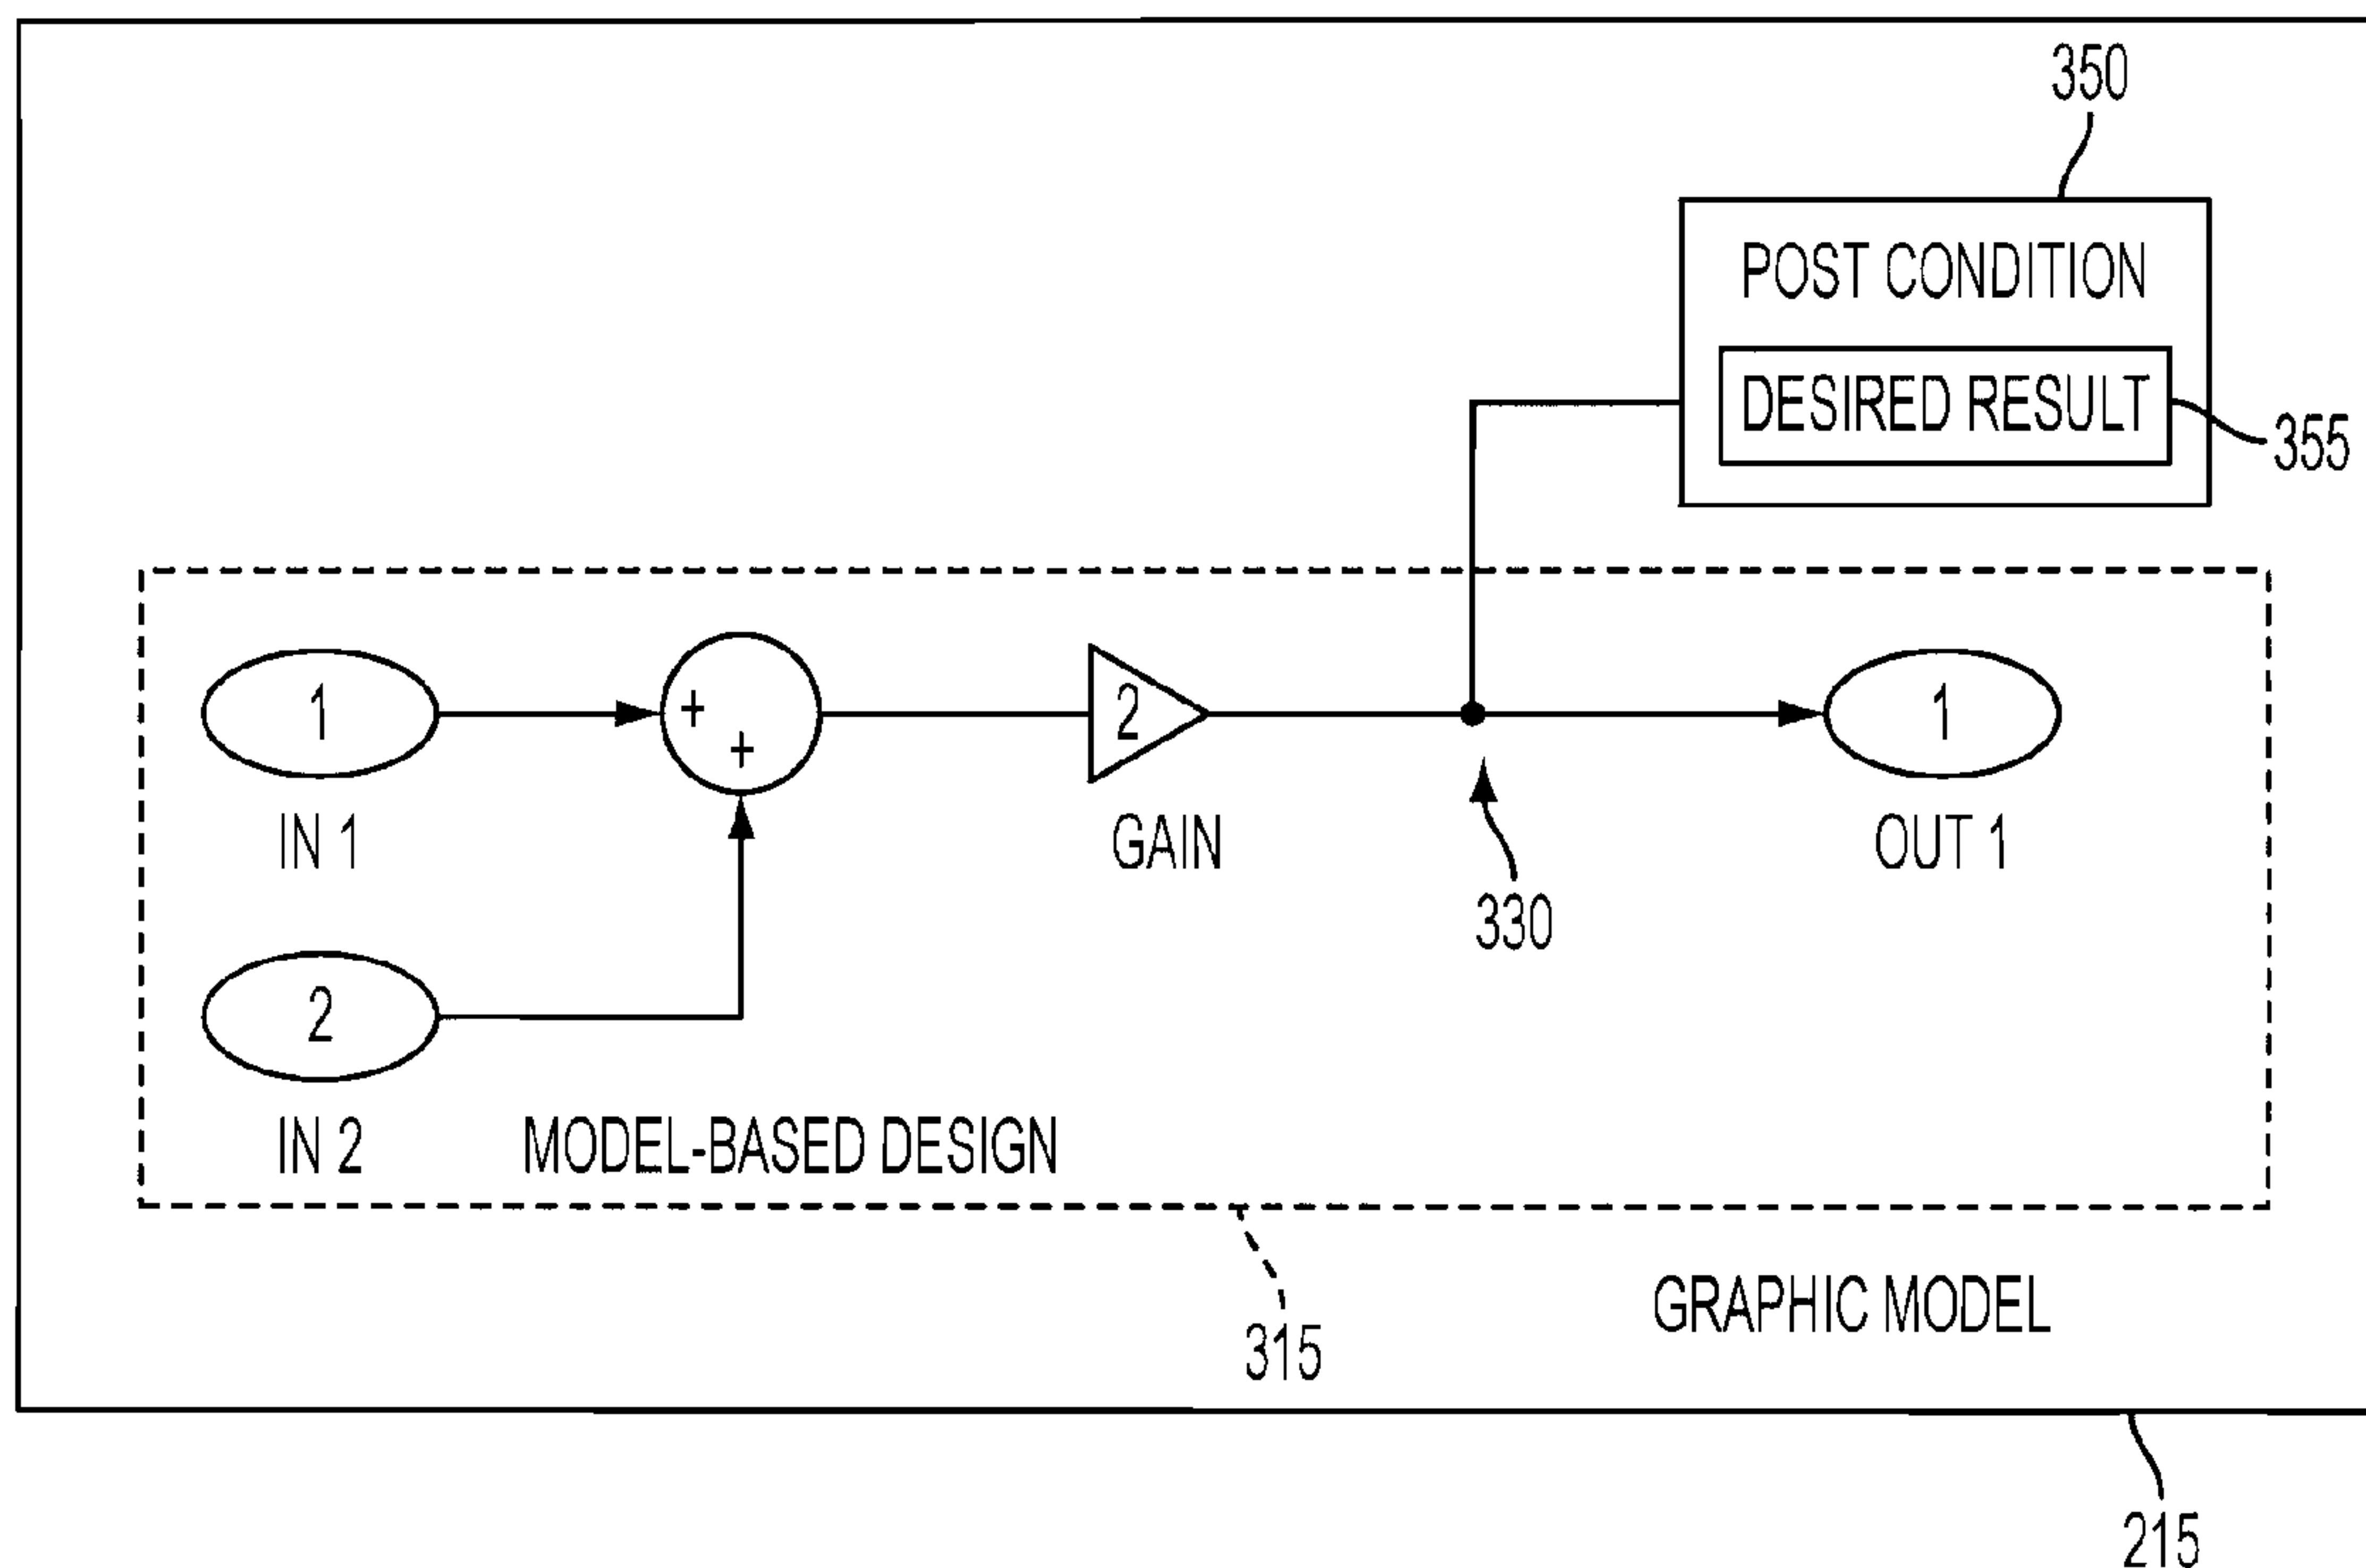 350
POST CONDITION
DESIRED RESULT
355
1
+
+
2
1
IN 1
GAIN
OUT 1
330
2
IN 2
MODEL-BASED DESIGN
GRAPHIC MODEL
315
215